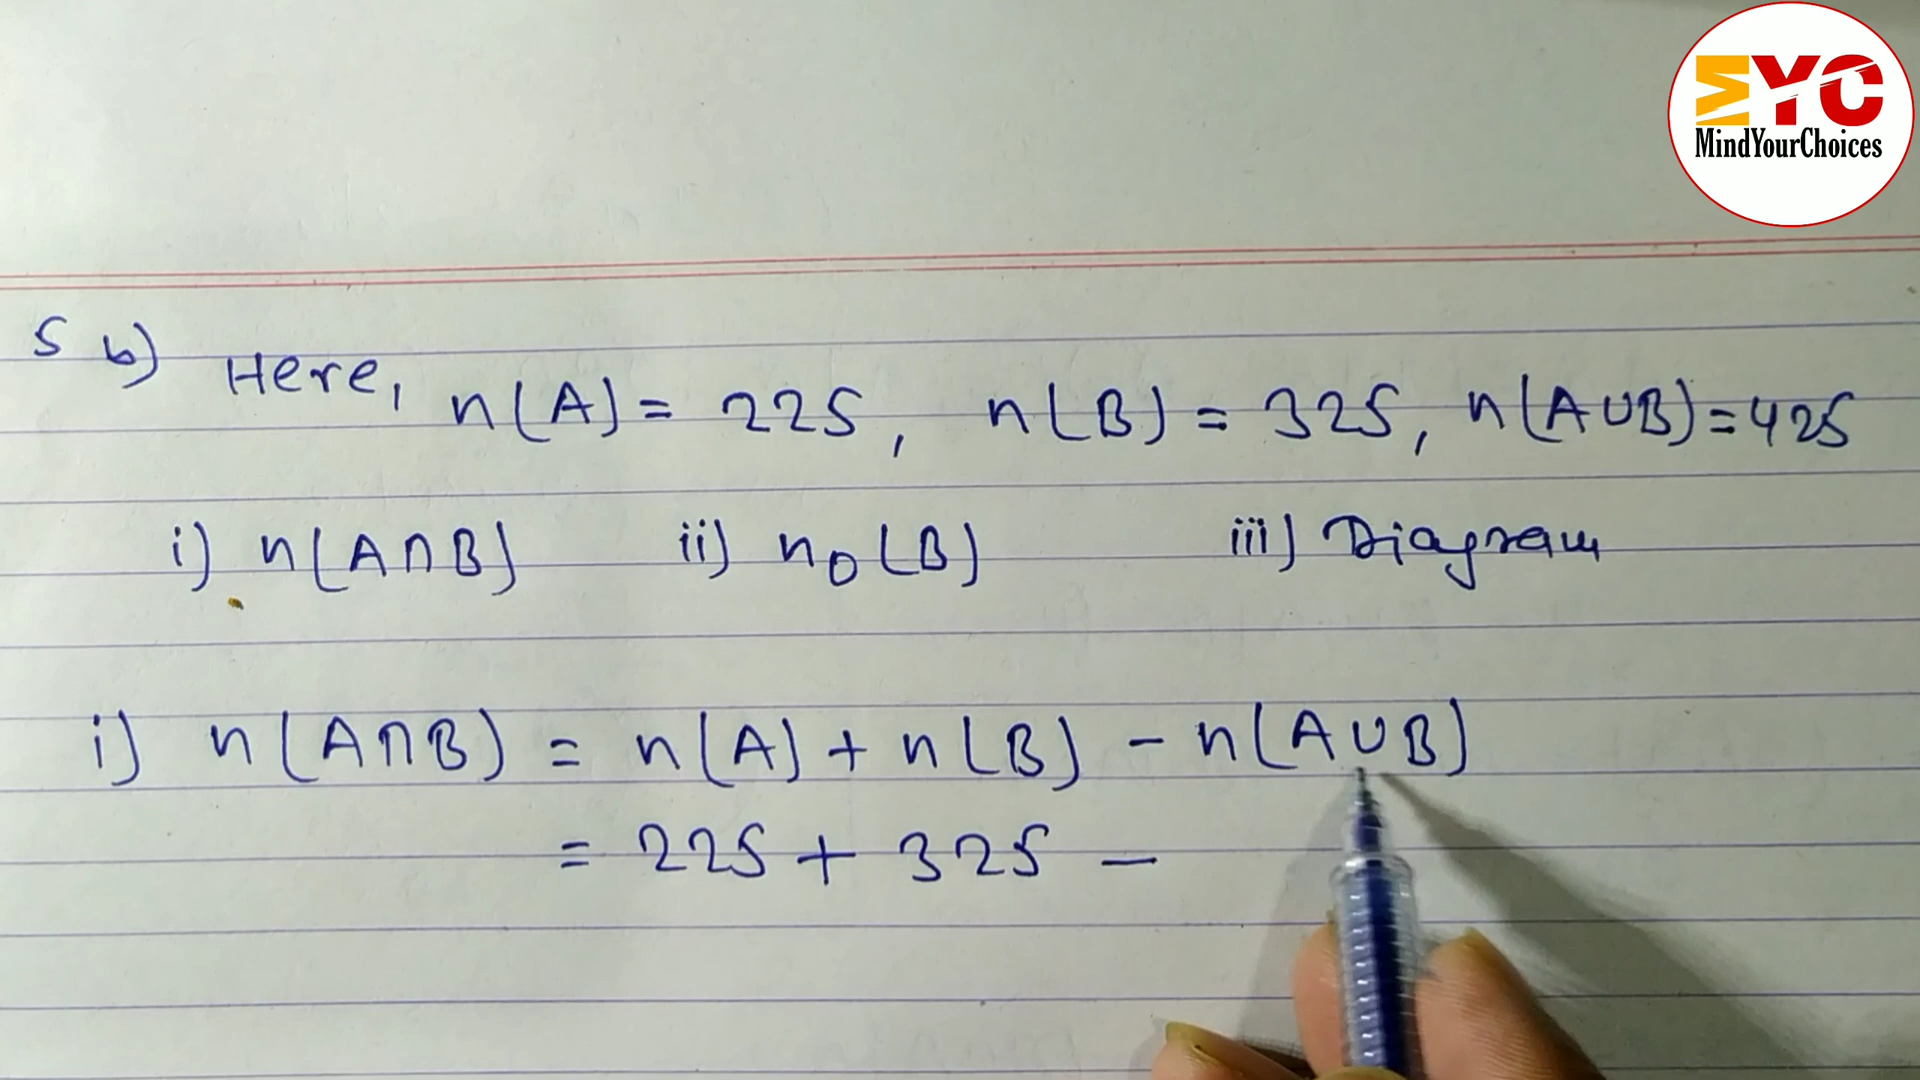 MYC
MindYourChoices
5 b) Here, n(A) = 225, n(B) = 325, n(A∪B) = 425
i) n(A∩B) ii) n₀(B) iii) Diagram
i) n(A∩B) = n(A) + n(B) - n(A∪B)
= 225 + 325 -